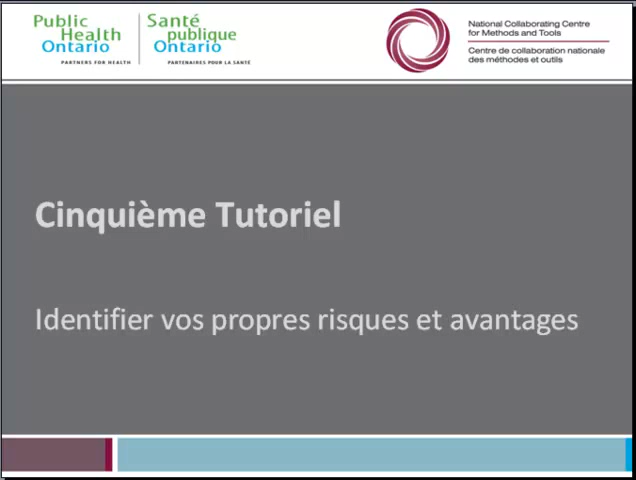 Public
Health
Ontario
PARTNERS FOR HEALTH
Santé
publique
Ontario
PARTENAIRES POUR LA SANTÉ
National Collaborating Centre
for Methods and Tools
Centre de collaboration nationale
des méthodes et outils
Cinquième Tutoriel
Identifier vos propres risques et avantages